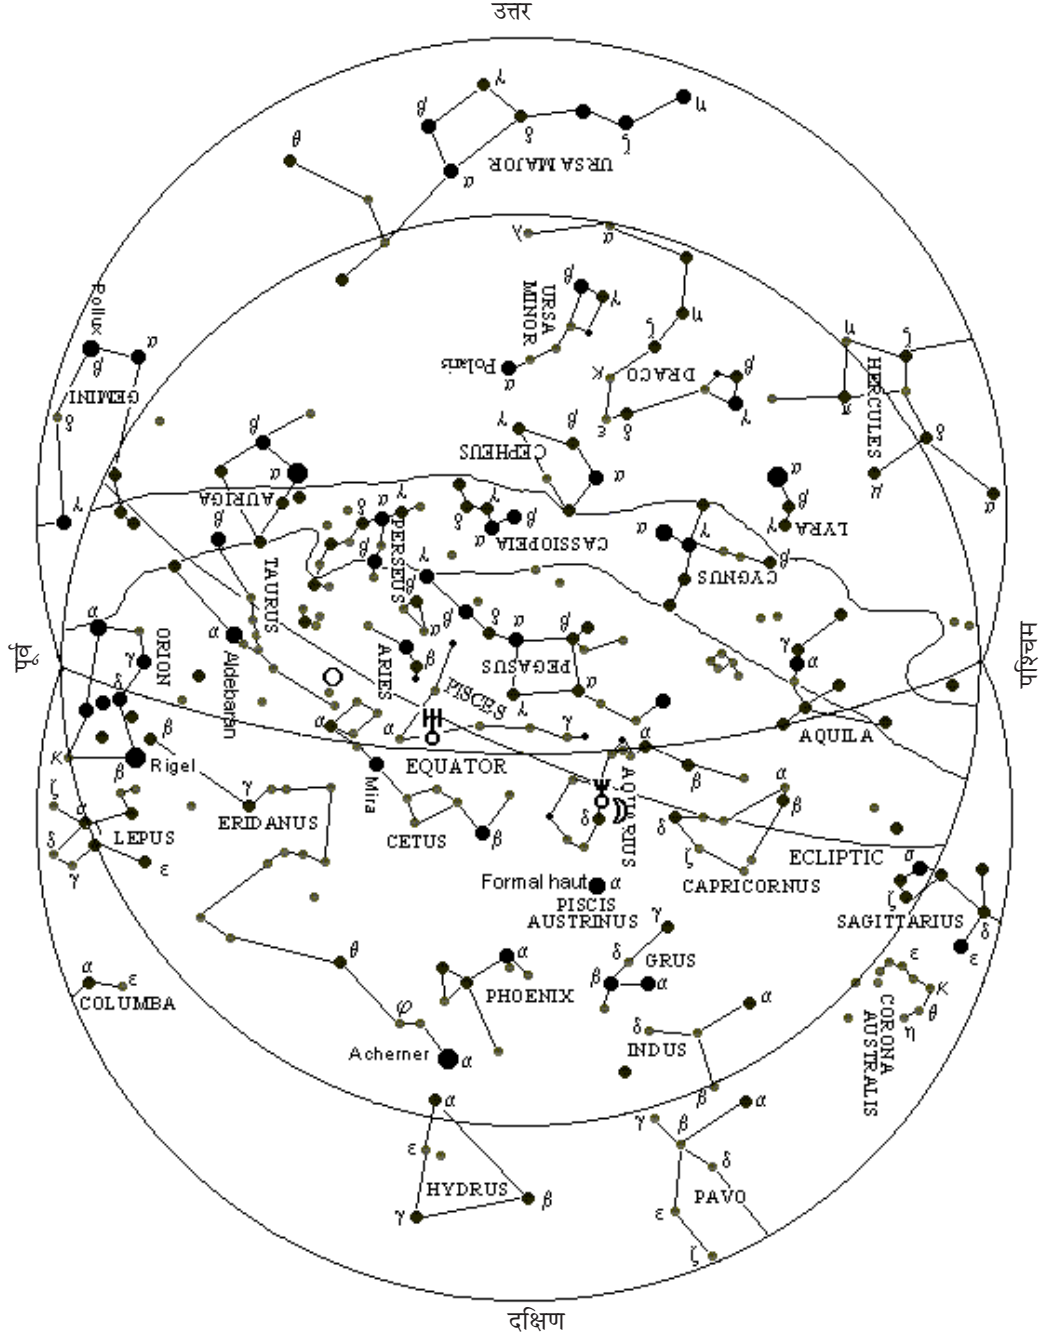 उत्तर
η
γ
β
δ
ζ
θ
URSA MAJOR
α
λ
α
β
γ
URSA
MINOR
η
ζ
η
ζ
Pollux
α
β
GEMINI
δ
Polaris
α
κ
DRACO
β
γ
ε
δ
HERCULES
π
δ
μ
α
β
α
AURIGA
γ
β
CEPHEUS
α
α
β
γ
LYRA
γ
β
γ
α
PERSEUS
β
δ
γ
β
α
CASSIOPEIA
α
γ
CYGNUS
β
TAURUS
γ
β
α
पूर्व
पश्चिम
α
ORION
γ
δ
α
Aldebaran
ARIES
β
α
β
PEGASUS
α
γ
γ
α
PISCES
α
γ
κ
β
Rigel
β
α
Mira
EQUATOR
α
β
AQUARIUS
δ
AQUILA
α
β
ζ
α
LEPUS
δ
γ
ε
γ
ERIDANUS
CETUS
β
δ
ζ
CAPRICORNUS
ECLIPTIC
Formal haut
α
PISCIS
AUSTRINUS
σ
ζ
SAGITTARIUS
δ
ε
γ
δ
GRUS
β
α
θ
α
PHOENIX
α
ε
COLUMBA
ε
κ
θ
η
CORONA
AUSTRALIS
φ
Acherner
α
α
δ
INDUS
β
α
ε
HYDRUS
γ
β
γ
β
α
δ
PAVO
ε
ζ
दक्षिण